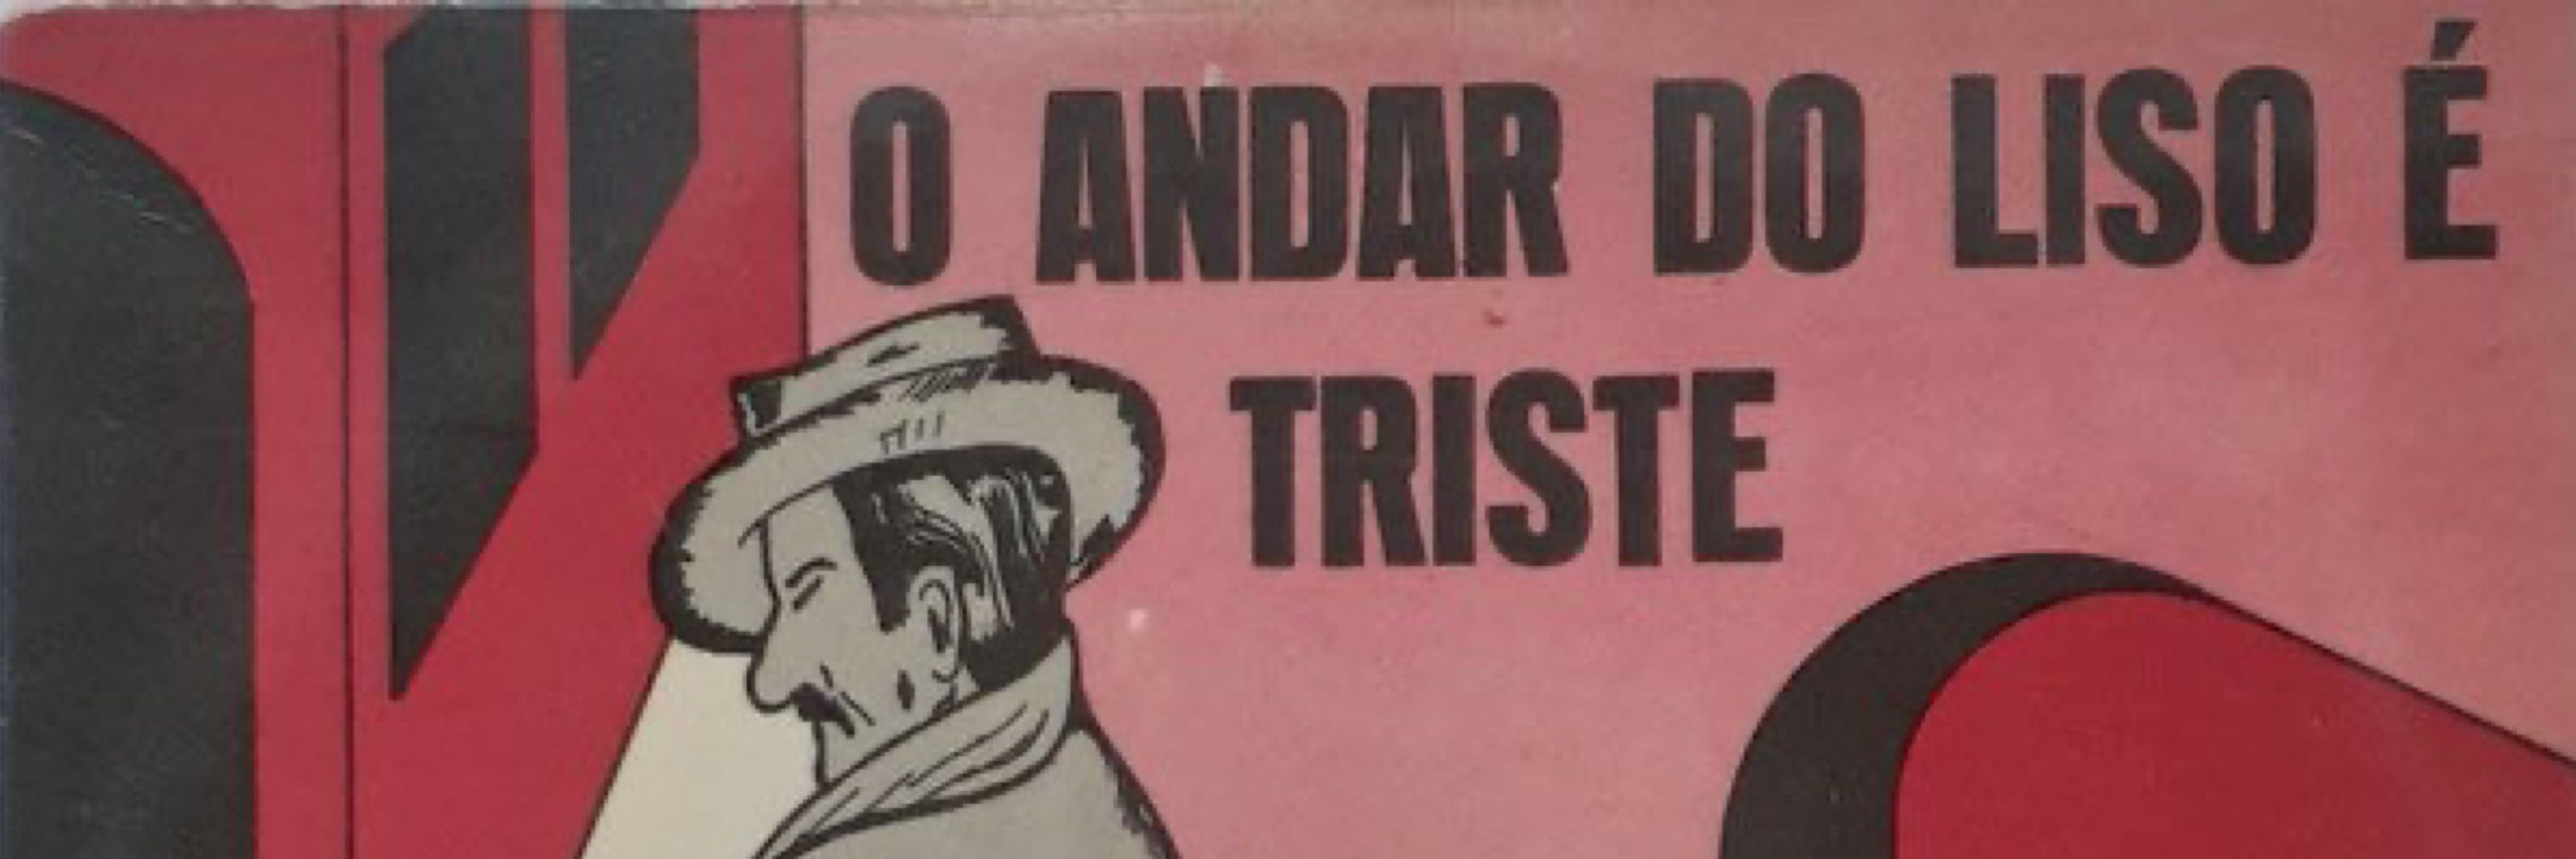 O ANDAR DO LISO É
TRISTE